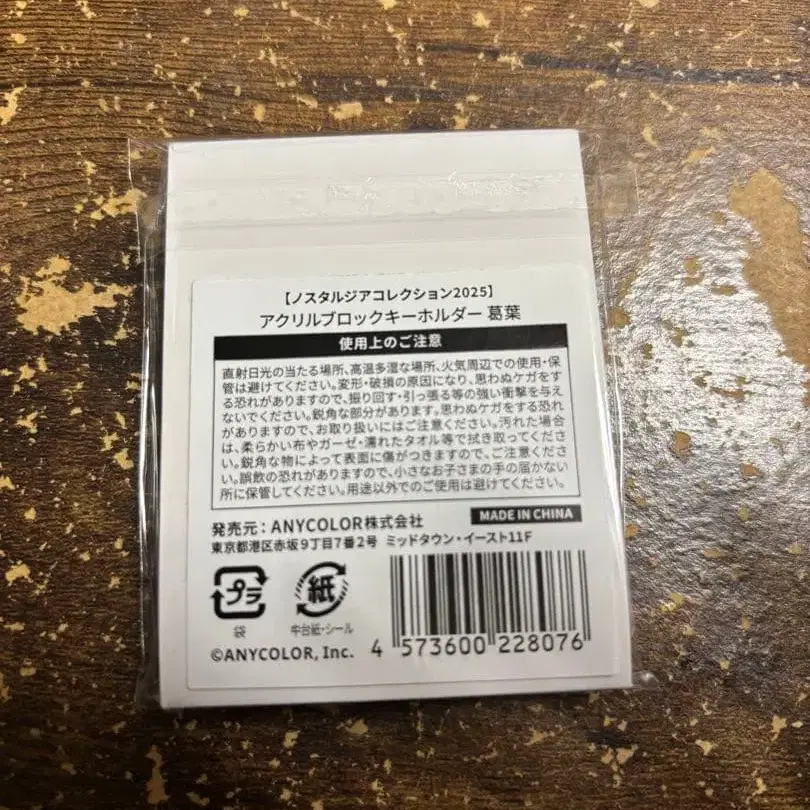 【ノスタルジアコレクション2025】
アクリルブロックキーホルダー 葛葉
使用上のご注意
直射日光の当たる場所、高温多湿な場所、火気周辺での使用・保
管は避けてください。変形・破損の原因になり、思わぬケガをす
る恐れがありますので、振り回す・引っ張る等の強い衝撃を与え
ないでください。鋭角な部分があります。思わぬケガをする恐れ
がありますので、お取り扱いにはご注意ください。汚れた場合
は、柔らかい布やガーゼ・濡れたタオル等で拭き取ってくださ
い。鋭角な物によって表面に傷がつきますので、ご注意ください
。誤飲の恐れがありますので、小さなお子さまの手の届かない
所に保管してください。用途以外でのご使用は避けてください。
発売元：ANYCOLOR株式会社
MADE IN CHINA
東京都港区赤坂9丁目7番2号 ミッドタウン・イースト11F
プラ
紙
袋
中台紙・シール
©ANYCOLOR, Inc.
4 573600 228076